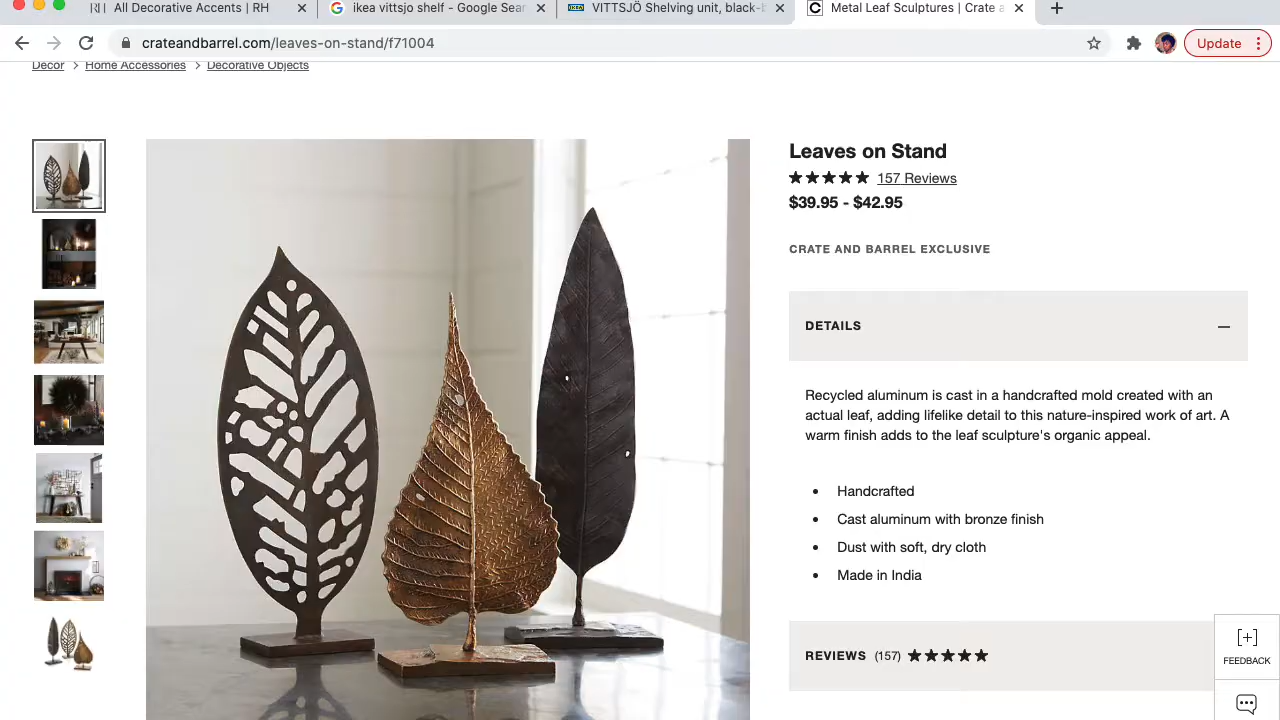 RH All Decorative Accents | RH
ikea vittsjo shelf - Google Sear
IKEA VITTSJÖ Shelving unit, black-b
Metal Leaf Sculptures | Crate a
crateandbarrel.com/leaves-on-stand/f71004
Update
Decor > Home Accessories > Decorative Objects
Leaves on Stand
157 Reviews
$39.95 - $42.95
CRATE AND BARREL EXCLUSIVE
DETAILS
Recycled aluminum is cast in a handcrafted mold created with an
actual leaf, adding lifelike detail to this nature-inspired work of art. A
warm finish adds to the leaf sculpture's organic appeal.
• Handcrafted
• Cast aluminum with bronze finish
• Dust with soft, dry cloth
• Made in India
REVIEWS (157)
FEEDBACK